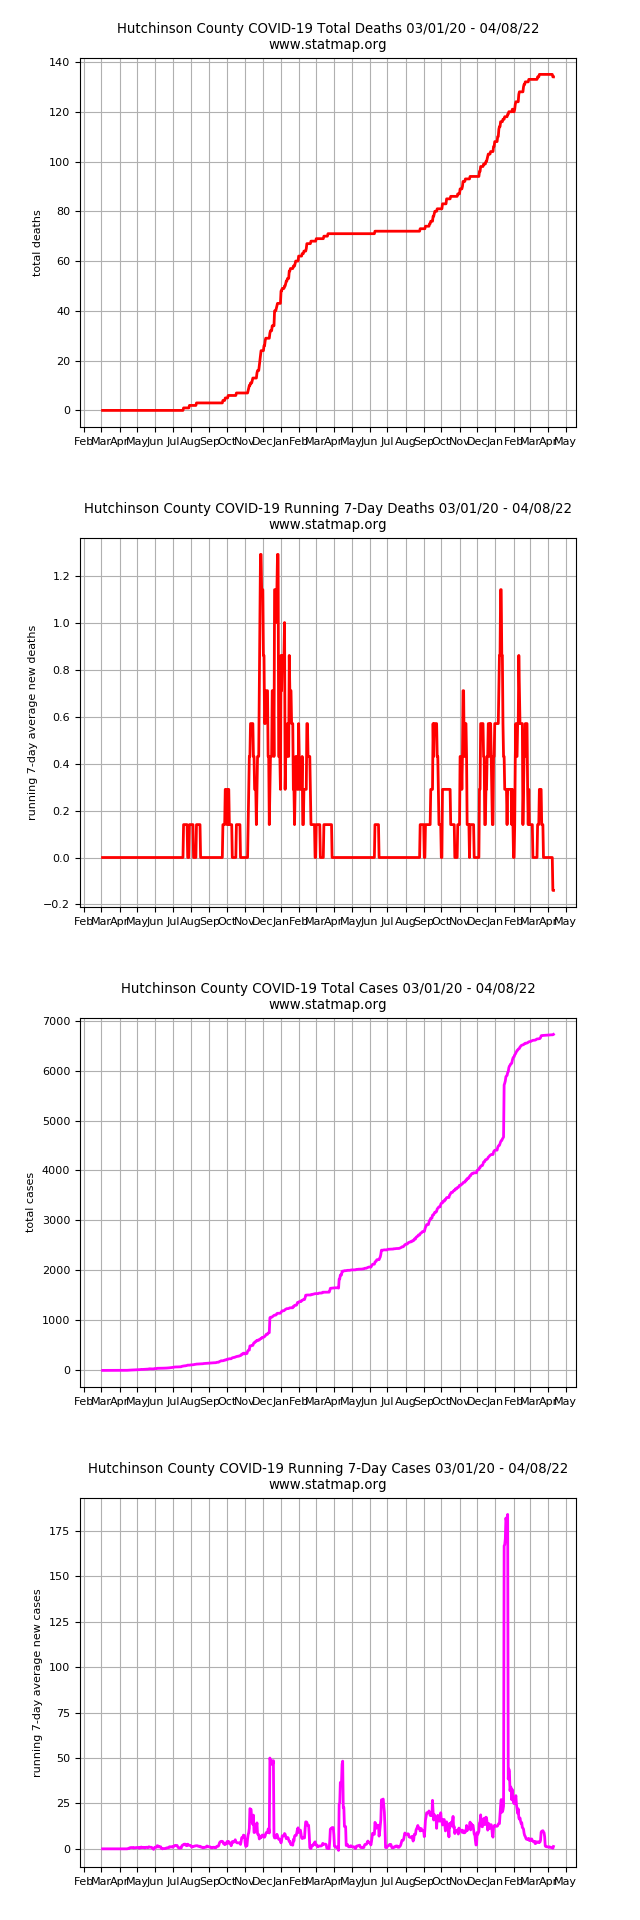 Hutchinson County COVID-19 Total Deaths 03/01/20 - 04/08/22
www.statmap.org
140
120
100
80
60
40
20
0
total deaths
Feb Mar Apr May Jun Jul Aug Sep Oct Nov Dec Jan Feb Mar Apr May Jun Jul Aug Sep Oct Nov Dec Jan Feb Mar Apr May
Hutchinson County COVID-19 Running 7-Day Deaths 03/01/20 - 04/08/22
www.statmap.org
1.2
1.0
0.8
0.6
0.4
0.2
0.0
−0.2
running 7-day average new deaths
Feb Mar Apr May Jun Jul Aug Sep Oct Nov Dec Jan Feb Mar Apr May Jun Jul Aug Sep Oct Nov Dec Jan Feb Mar Apr May
Hutchinson County COVID-19 Total Cases 03/01/20 - 04/08/22
www.statmap.org
7000
6000
5000
4000
3000
2000
1000
0
total cases
Feb Mar Apr May Jun Jul Aug Sep Oct Nov Dec Jan Feb Mar Apr May Jun Jul Aug Sep Oct Nov Dec Jan Feb Mar Apr May
Hutchinson County COVID-19 Running 7-Day Cases 03/01/20 - 04/08/22
www.statmap.org
175
150
125
100
75
50
25
0
running 7-day average new cases
Feb Mar Apr May Jun Jul Aug Sep Oct Nov Dec Jan Feb Mar Apr May Jun Jul Aug Sep Oct Nov Dec Jan Feb Mar Apr May